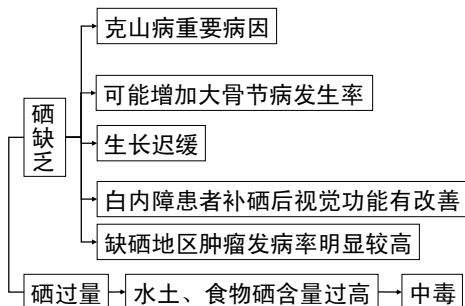 克山病重要病因
可能增加大骨节病发生率
硒缺乏
生长迟缓
白内障患者补硒后视觉功能有改善
缺硒地区肿瘤发病率明显较高
硒过量
水土、食物硒含量过高
中毒